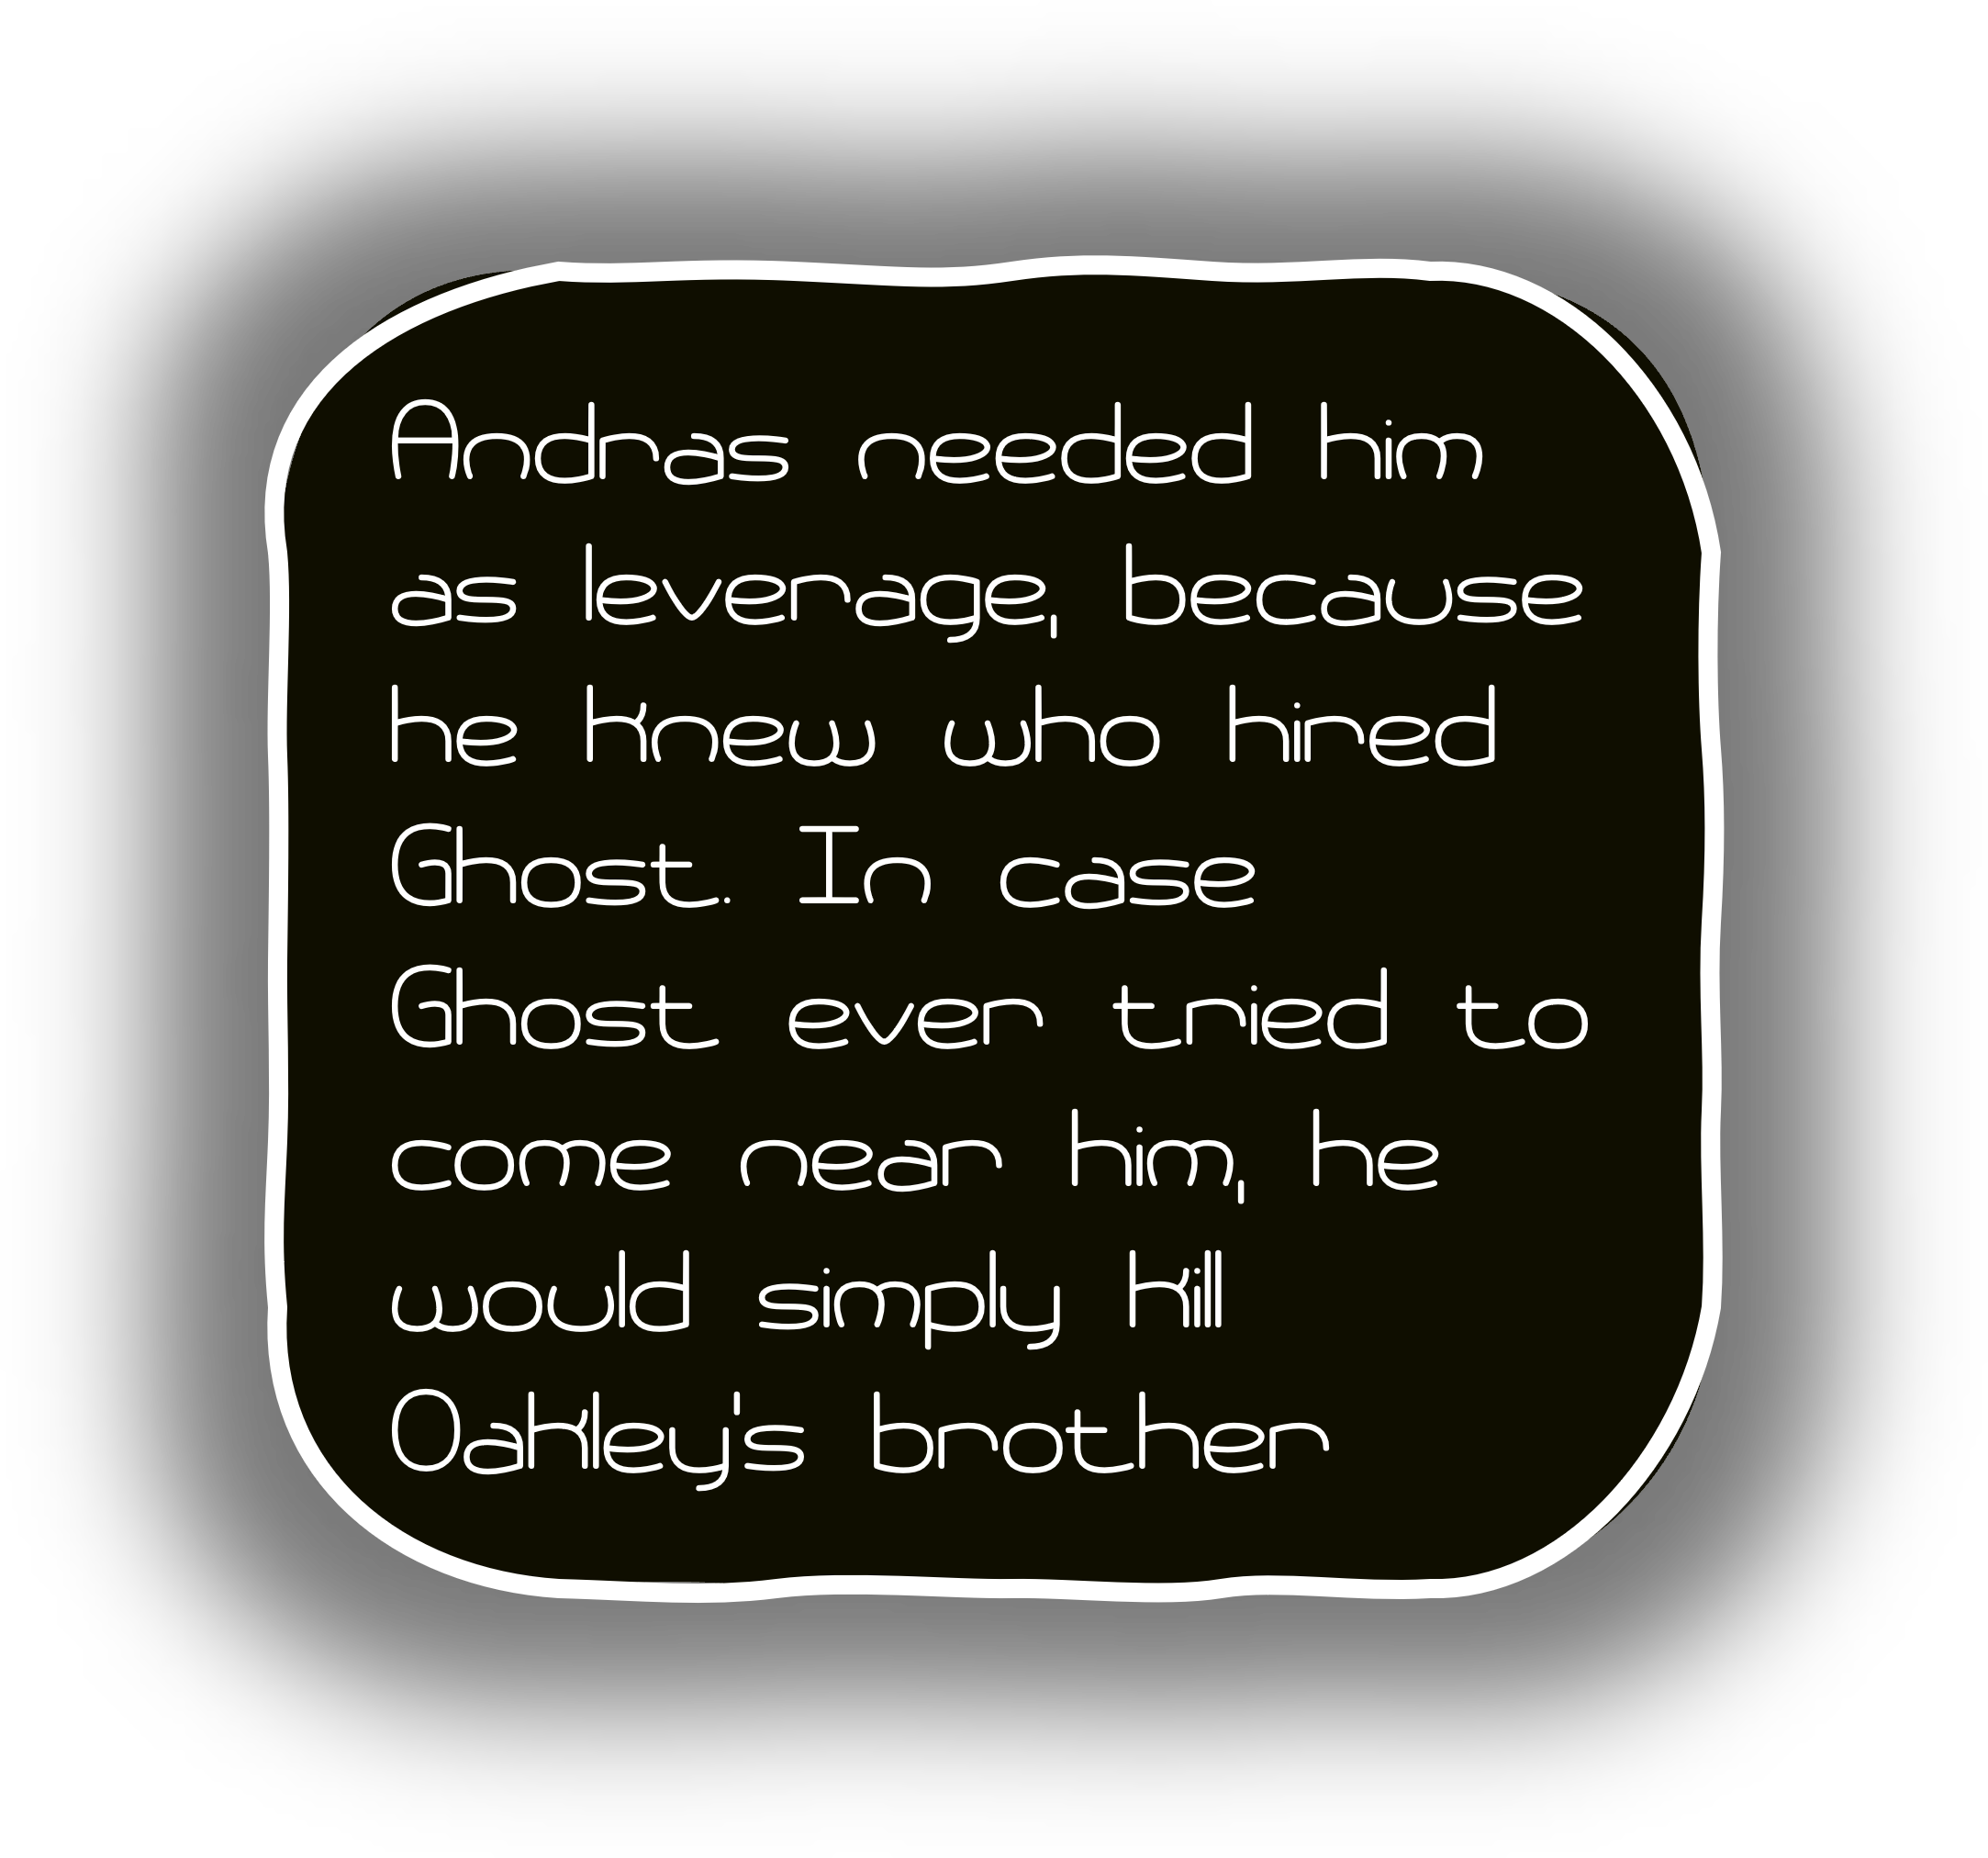 Andras needed him
as leverage, because
he knew who hired
Ghost. In case
Ghost ever tried to
come near him, he
would simply kill
Oakley's brother